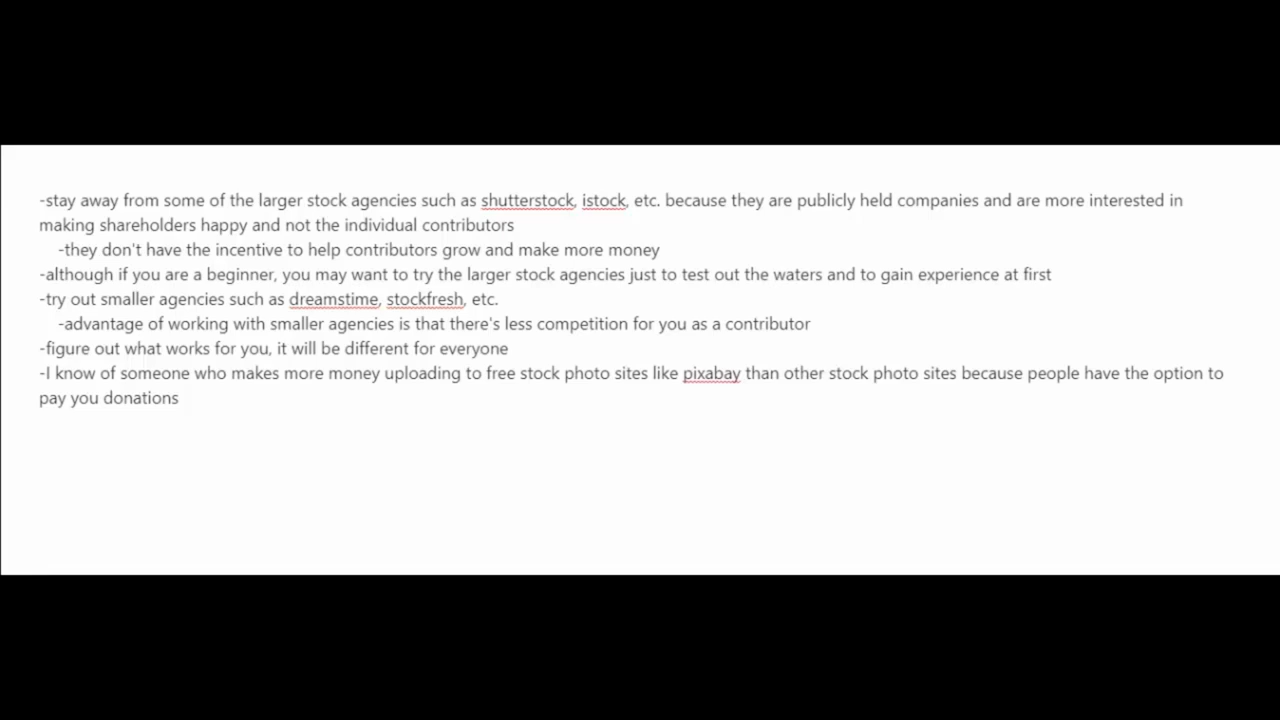 -stay away from some of the larger stock agencies such as shutterstock, istock, etc. because they are publicly held companies and are more interested in
making shareholders happy and not the individual contributors
-they don't have the incentive to help contributors grow and make more money
-although if you are a beginner, you may want to try the larger stock agencies just to test out the waters and to gain experience at first
-try out smaller agencies such as dreamstime, stockfresh, etc.
-advantage of working with smaller agencies is that there's less competition for you as a contributor
-figure out what works for you, it will be different for everyone
-I know of someone who makes more money uploading to free stock photo sites like pixabay than other stock photo sites because people have the option to
pay you donations